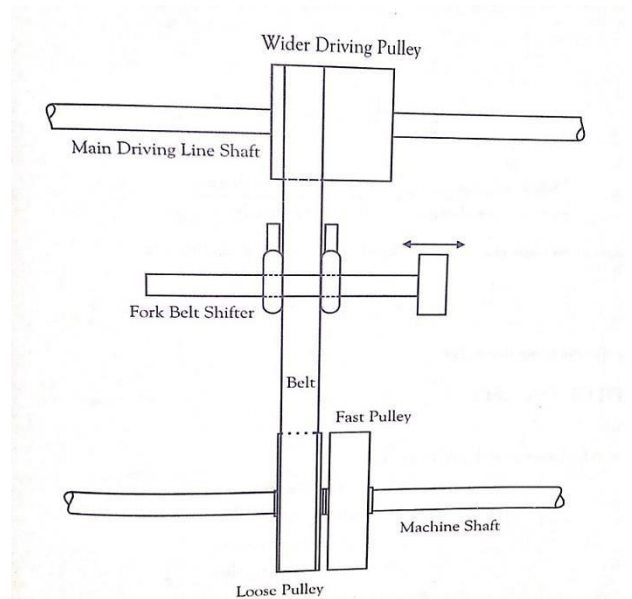 Wider Driving Pulley
Main Driving Line Shaft
Fork Belt Shifter
Belt
Fast Pulley
Machine Shaft
Loose Pulley